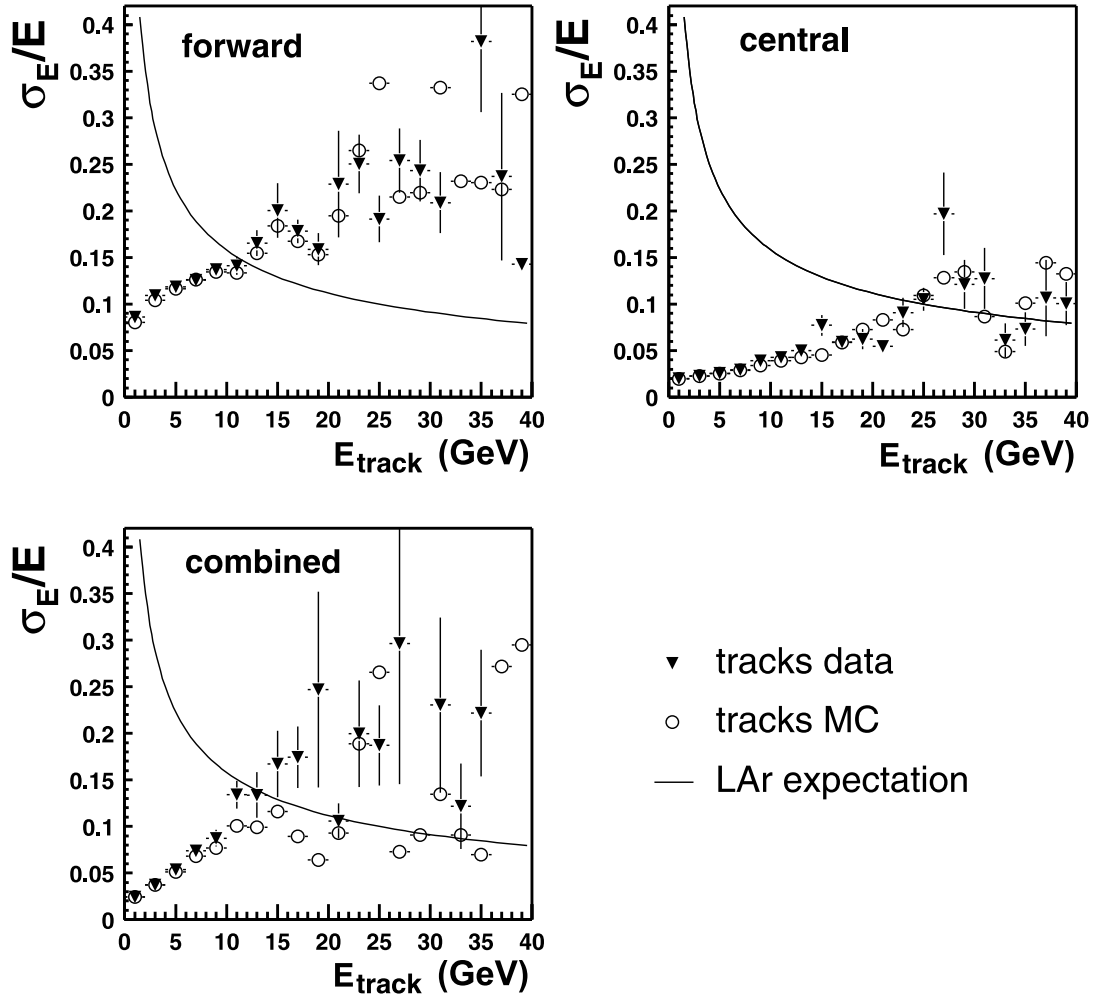 forward
σE/E
0.4
0.35
0.3
0.25
0.2
0.15
0.1
0.05
0
0 5 10 15 20 25 30 35 40
Etrack (GeV)
central
σE/E
0.4
0.35
0.3
0.25
0.2
0.15
0.1
0.05
0
0 5 10 15 20 25 30 35 40
Etrack (GeV)
combined
σE/E
0.4
0.35
0.3
0.25
0.2
0.15
0.1
0.05
0
0 5 10 15 20 25 30 35 40
Etrack (GeV)
tracks data
tracks MC
LAr expectation